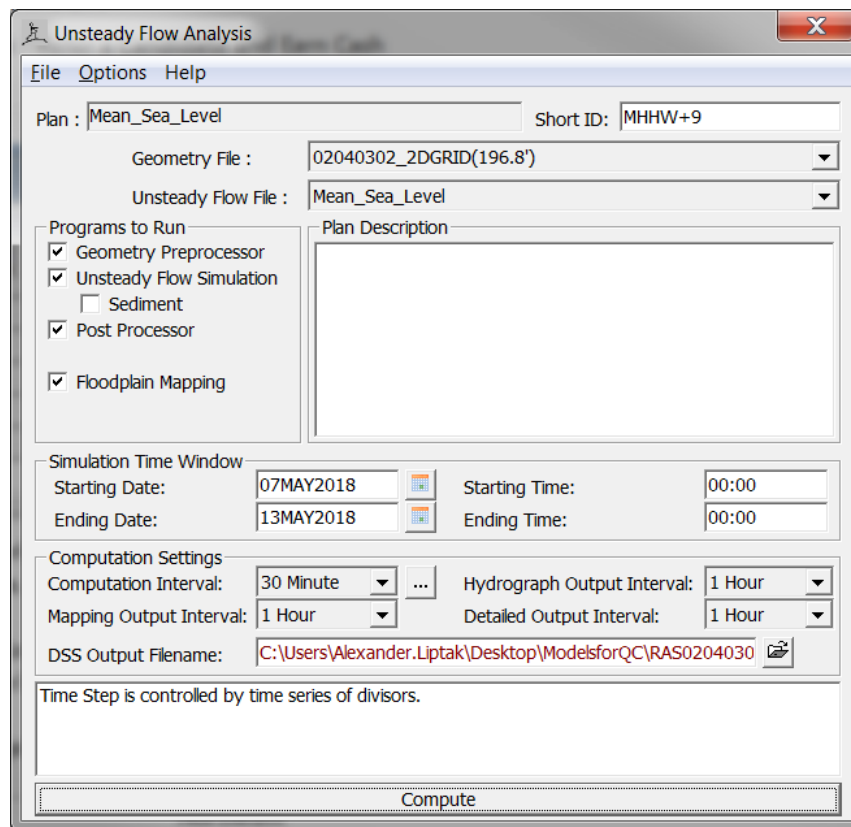 Unsteady Flow Analysis
File Options Help
Plan : Mean_Sea_Level Short ID: MHHW+9
Geometry File : 02040302_2DGRID(196.8')
Unsteady Flow File : Mean_Sea_Level
Programs to Run Plan Description
Geometry Preprocessor
Unsteady Flow Simulation
Sediment
Post Processor
Floodplain Mapping
Simulation Time Window
Starting Date: 07MAY2018 Starting Time: 00:00
Ending Date: 13MAY2018 Ending Time: 00:00
Computation Settings
Computation Interval: 30 Minute ... Hydrograph Output Interval: 1 Hour
Mapping Output Interval: 1 Hour Detailed Output Interval: 1 Hour
DSS Output Filename: C:\Users\Alexander.Liptak\Desktop\ModelsforQC\RAS0204030
Time Step is controlled by time series of divisors.
Compute